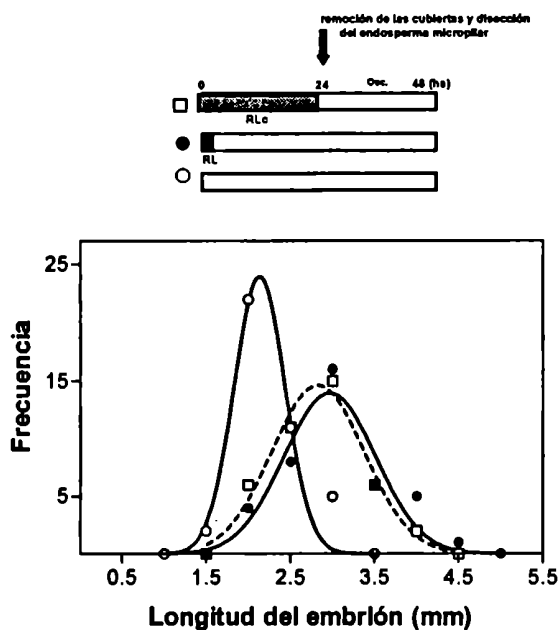 remoción de las cubiertas y disección
del endosperma micropilar
0 24 Osc. 48 (hs)
RLc
RL
25
15
5
Frecuencia
0.5 1.5 2.5 3.5 4.5 5.5
Longitud del embrión (mm)